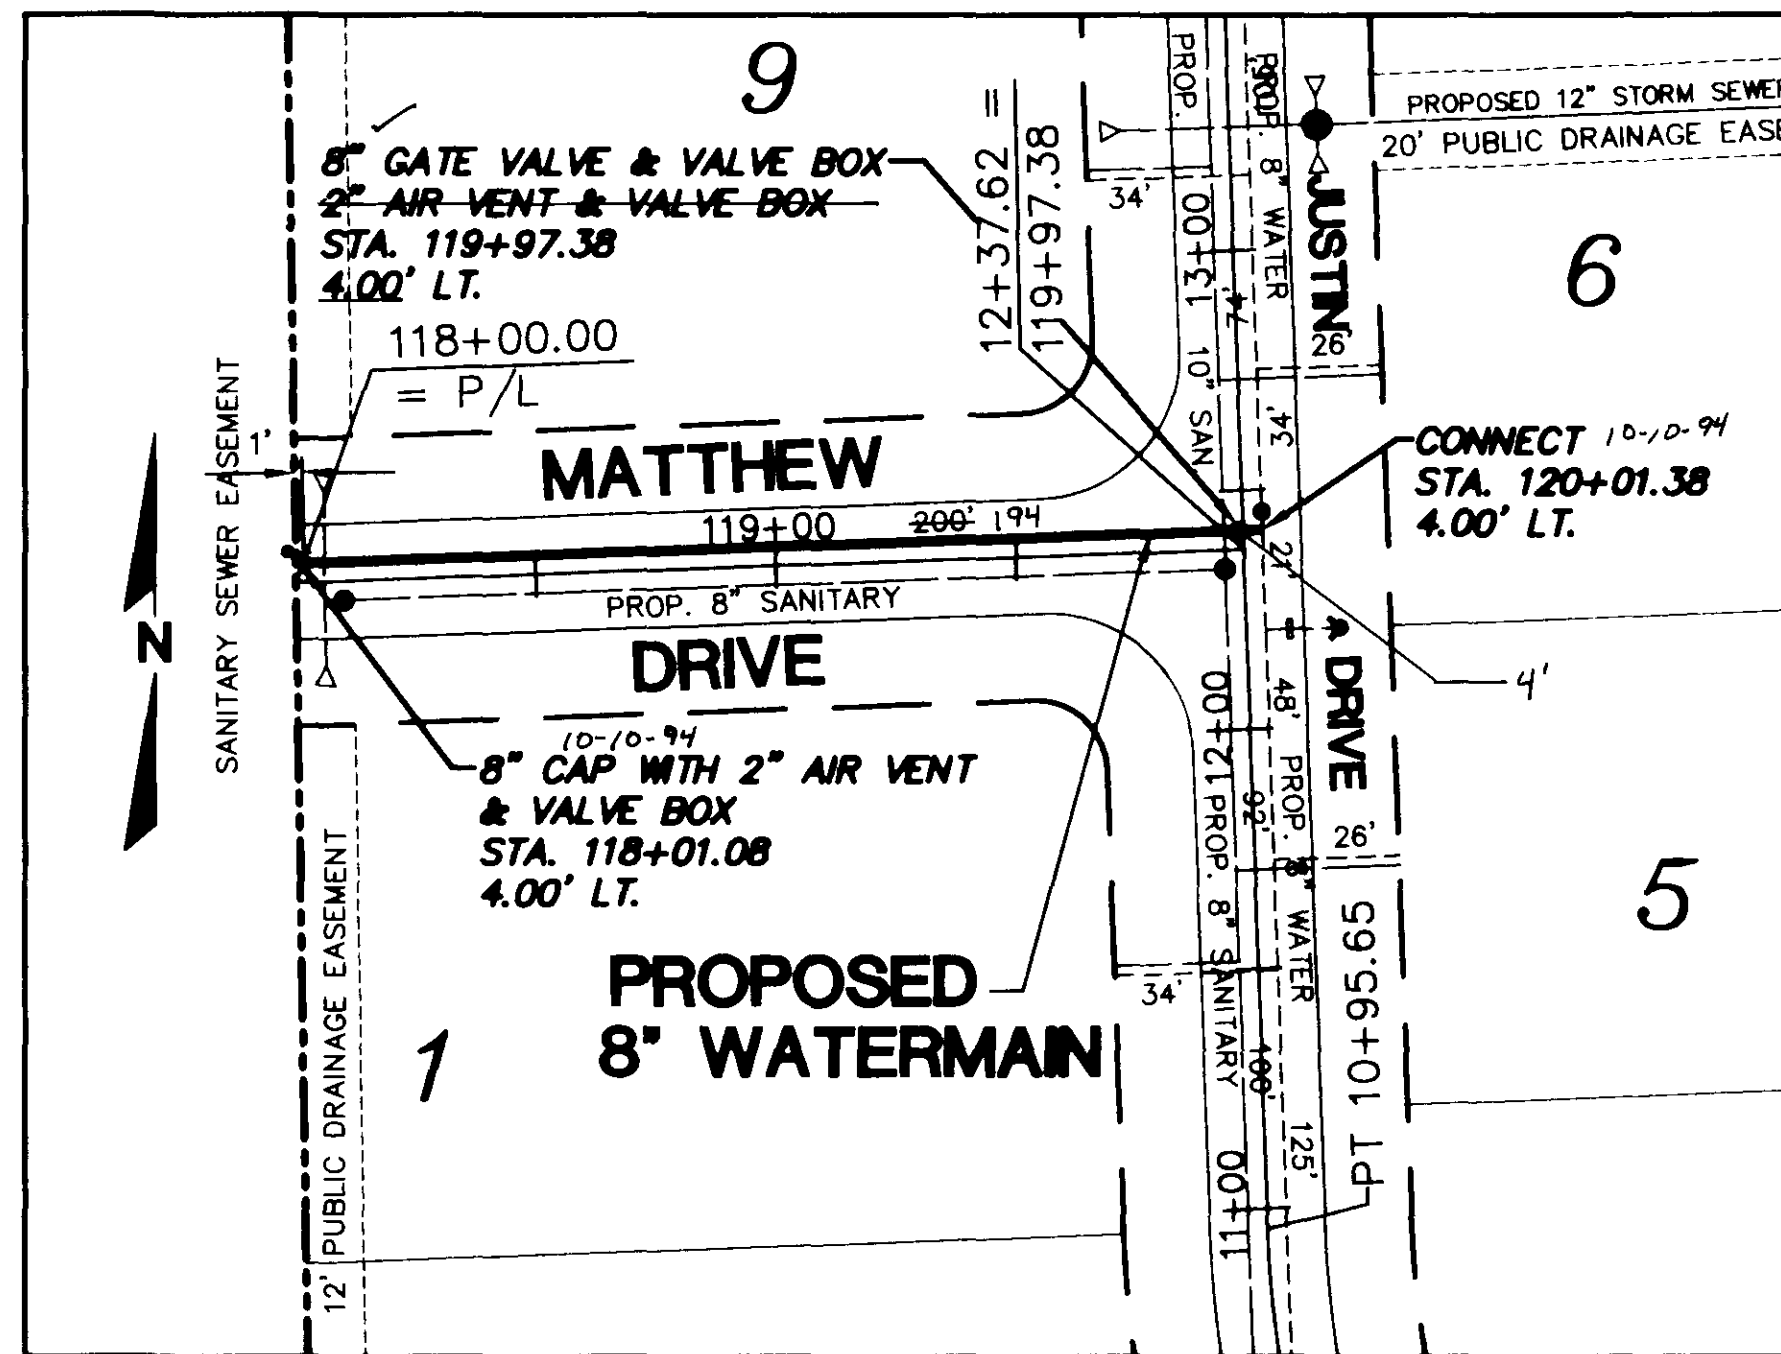 9
8" GATE VALVE & VALVE BOX
2" AIR VENT & VALVE BOX
STA. 119+97.38
4.00' LT.
118+00.00
= P/L
12+37.62 =
119+97.38
PROP.
13+00
10" SAN
34'
74'
PROP. 8" WATER
JUSTIN
26'
34'
PROPOSED 12" STORM SEWER
20' PUBLIC DRAINAGE EASE
6
CONNECT 10-10-94
STA. 120+01.38
4.00' LT.
SANITARY SEWER EASEMENT
1'
MATTHEW
119+00 200' 194
PROP. 8" SANITARY
DRIVE
N
21'
4'
DRIVE
48'
PROP. 8" WATER
26'
12+00
PROP. 8" SANITARY
92'
10-10-94
8" CAP WITH 2" AIR VENT
& VALVE BOX
STA. 118+01.08
4.00' LT.
PROPOSED
8" WATERMAIN
34'
100'
125'
11+00
PT 10+95.65
5
1
12' PUBLIC DRAINAGE EASEMENT